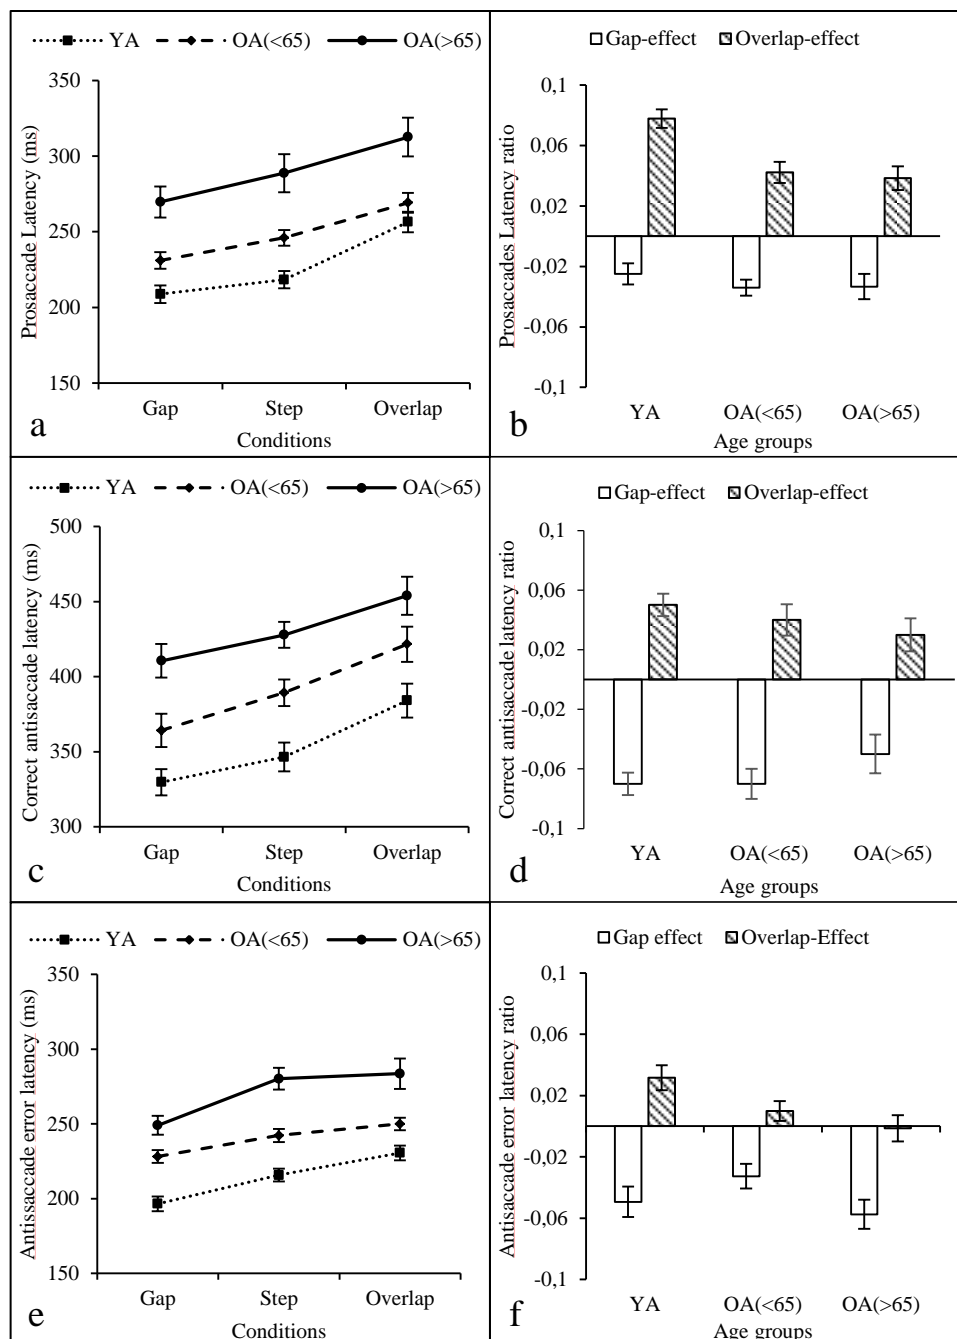 YA OA(<65) OA(>65)
Prosaccade Latency (ms)
350
300
250
200
150
Gap Step Overlap
Conditions
a
Gap-effect Overlap-effect
Prosaccades Latency ratio
0,1
0,06
0,02
-0,02
-0,06
-0,1
YA OA(<65) OA(>65)
Age groups
b
YA OA(<65) OA(>65)
Correct antisaccade latency (ms)
500
450
400
350
300
Gap Step Overlap
Conditions
c
Gap-effect Overlap-effect
Correct antisaccade latency ratio
0,1
0,06
0,02
-0,02
-0,06
-0,1
YA OA(<65) OA(>65)
Age groups
d
YA OA(<65) OA(>65)
Antissaccade error latency (ms)
350
300
250
200
150
Gap Step Overlap
Conditions
e
Gap effect Overlap-Effect
Antisaccade error latency ratio
0,1
0,06
0,02
-0,02
-0,06
-0,1
YA OA(<65) OA(>65)
Age groups
f